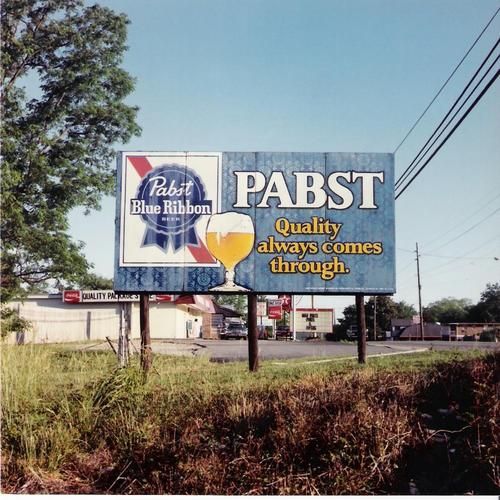 Pabst
Blue Ribbon
BEER
PABST
Quality
always comes
through.
QUALITY PACKAGE'S